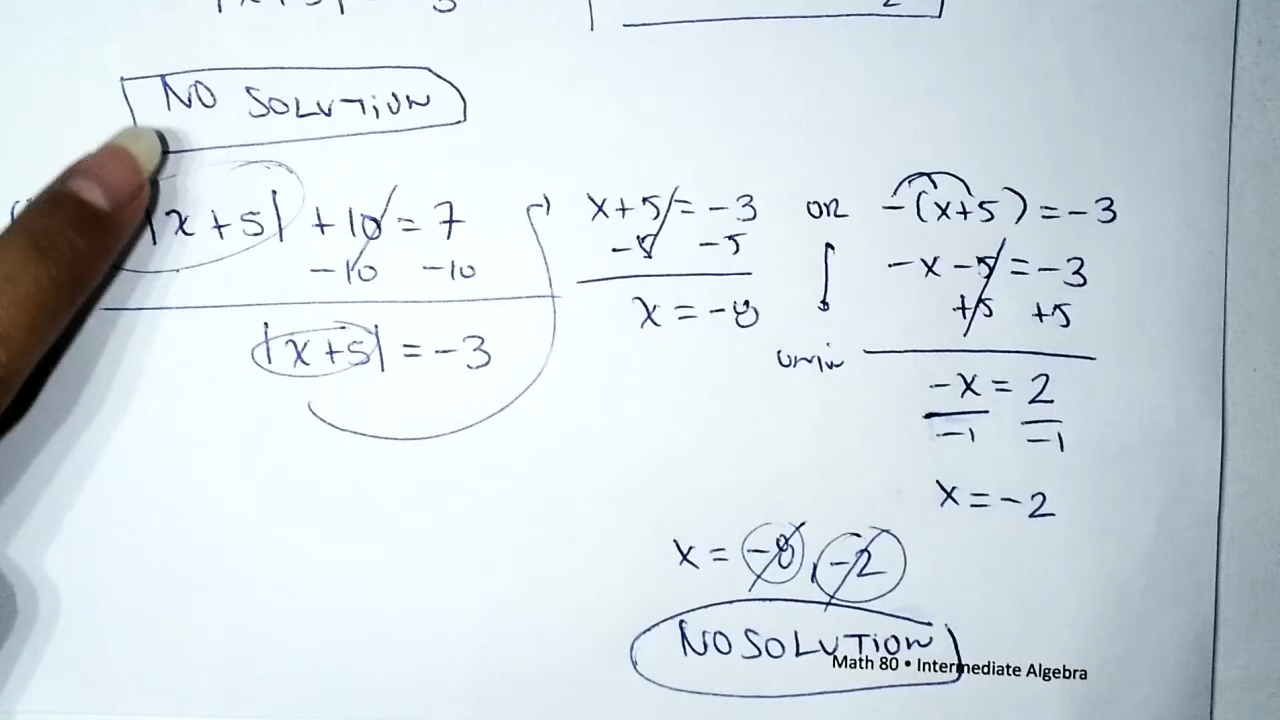 NO SOLUTION
|x+5| +10 = 7
-10 -10
|x+5| = -3
x+5 = -3
-5 -5
x = -8
or
-(x+5) = -3
-x -5 = -3
+5 +5
-x = 2
-1 -1
x = -2
x = -8, -2
NO SOLUTION
Math 80 • Intermediate Algebra